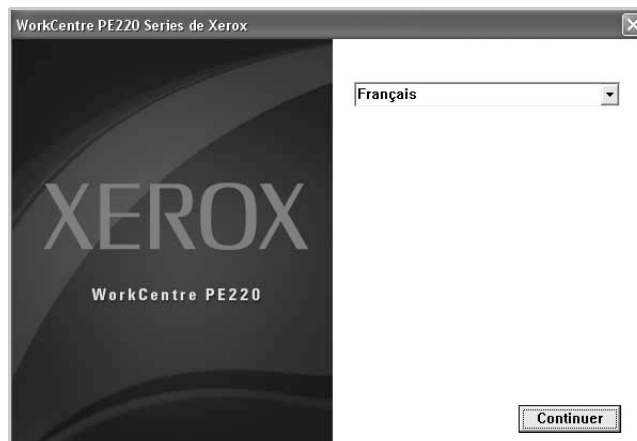 WorkCentre PE220 Series de Xerox
Français
XEROX
WorkCentre PE220
Continuer